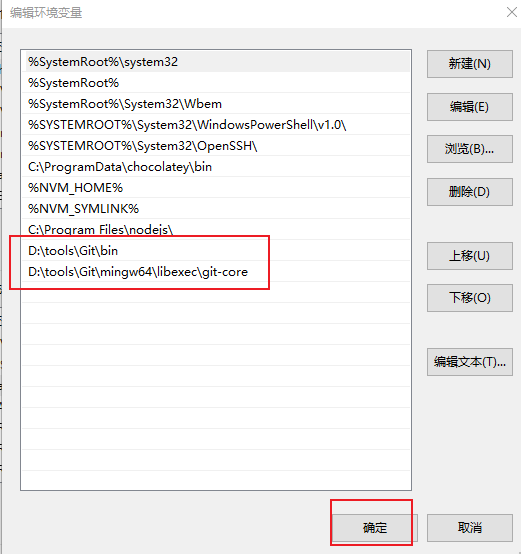 编辑环境变量
%SystemRoot%\system32
%SystemRoot%
%SystemRoot%\System32\Wbem
%SYSTEMROOT%\System32\WindowsPowerShell\v1.0\
%SYSTEMROOT%\System32\OpenSSH\
C:\ProgramData\chocolatey\bin
%NVM_HOME%
%NVM_SYMLINK%
C:\Program Files\nodejs\
D:\tools\Git\bin
D:\tools\Git\mingw64\libexec\git-core
新建(N)
编辑(E)
浏览(B)...
删除(D)
上移(U)
下移(O)
编辑文本(T)...
确定
取消